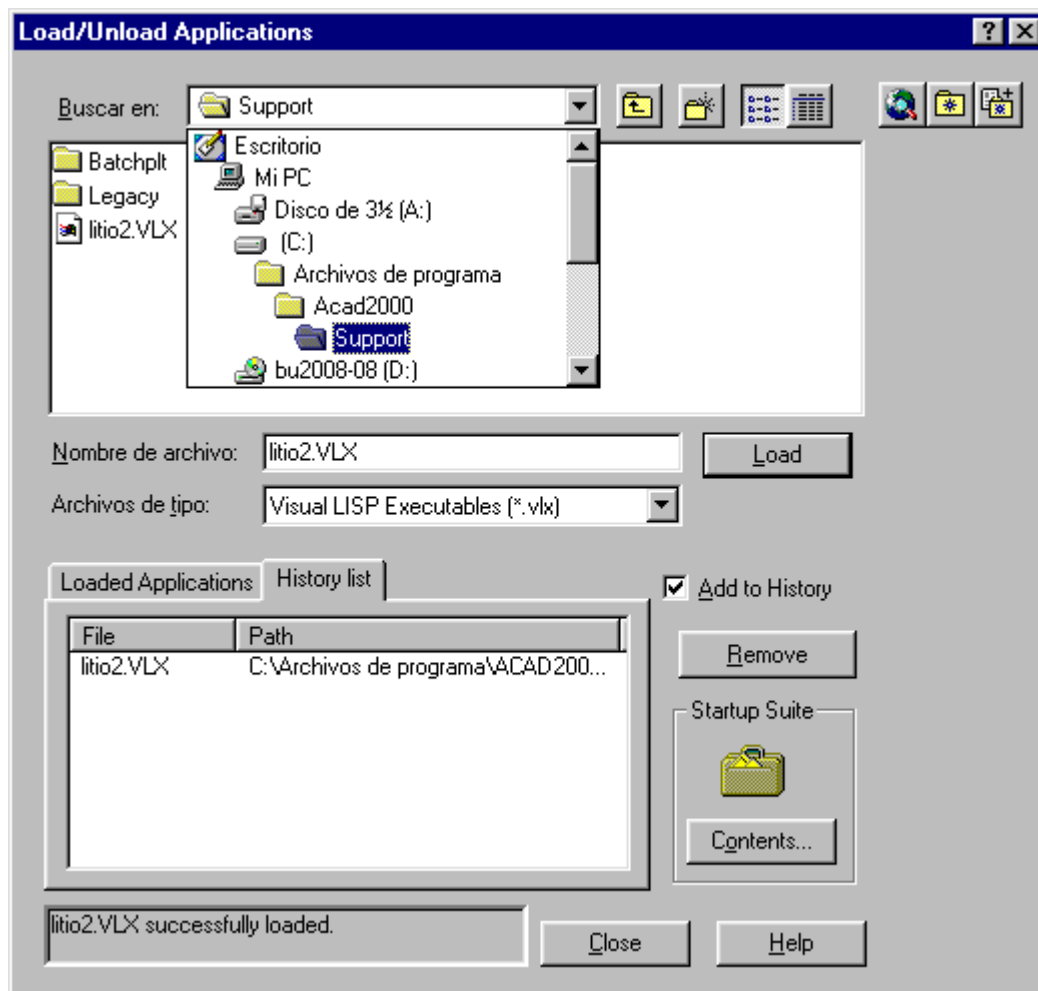 Load/Unload Applications
Buscar en: Support
Escritorio
Batchplt
Mi PC
Legacy
Disco de 3½ (A:)
litio2.VLX
(C:)
Archivos de programa
Acad2000
Support
bu2008-08 (D:)
Nombre de archivo: litio2.VLX Load
Archivos de tipo: Visual LISP Executables (*.vlx)
Loaded Applications History list Add to History
File Path
litio2.VLX C:\Archivos de programa\ACAD200...
Remove
Startup Suite
Contents...
litio2.VLX successfully loaded.
Close Help